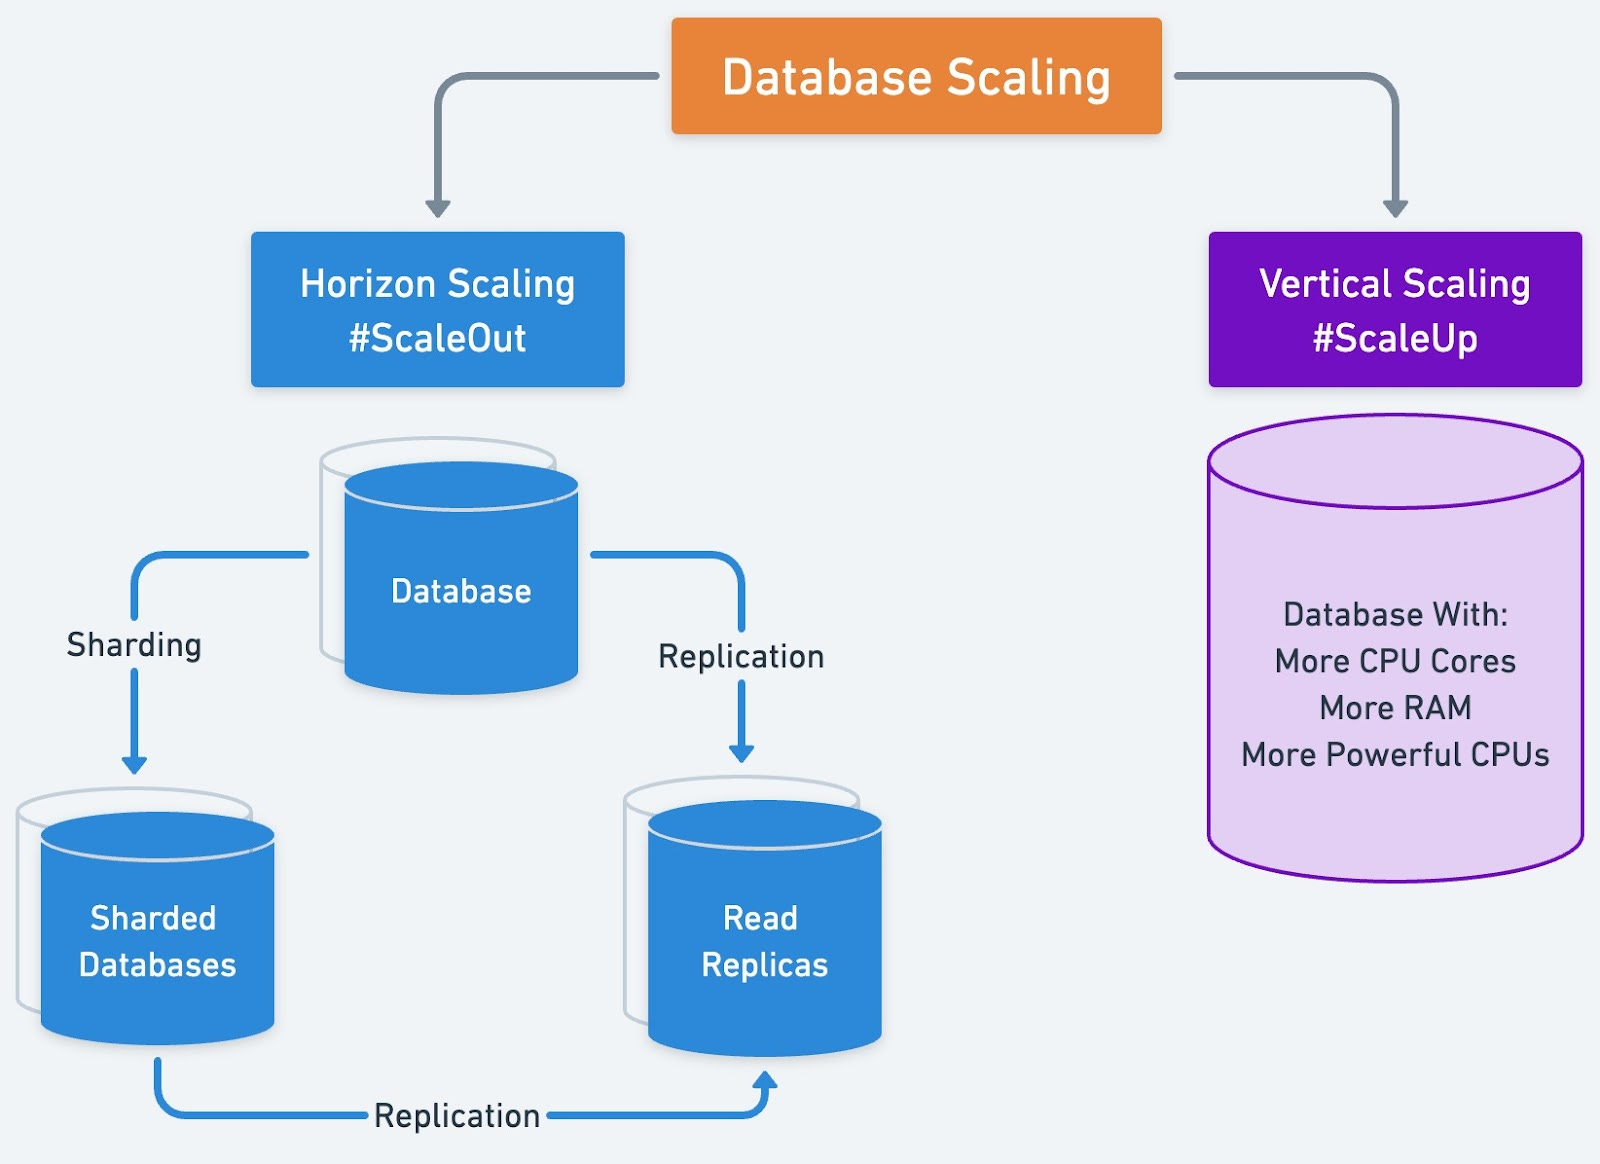 Database Scaling
Horizon Scaling
#ScaleOut
Vertical Scaling
#ScaleUp
Database
Sharding
Replication
Database With:
More CPU Cores
More RAM
More Powerful CPUs
Sharded
Databases
Read
Replicas
Replication